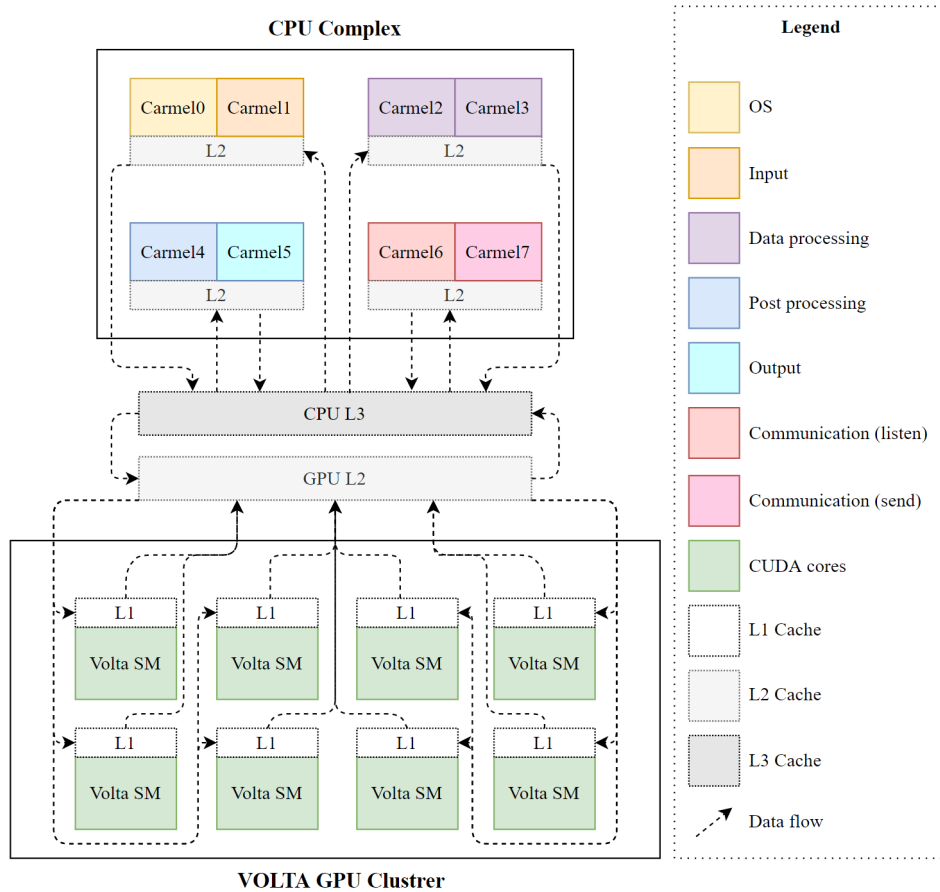 CPU Complex
Carmel0 Carmel1
L2
Carmel2 Carmel3
L2
Carmel4 Carmel5
L2
Carmel6 Carmel7
L2
CPU L3
GPU L2
L1
Volta SM
L1
Volta SM
L1
Volta SM
L1
Volta SM
L1
Volta SM
L1
Volta SM
L1
Volta SM
L1
Volta SM
VOLTA GPU Clustrer
Legend
OS
Input
Data processing
Post processing
Output
Communication (listen)
Communication (send)
CUDA cores
L1 Cache
L2 Cache
L3 Cache
Data flow